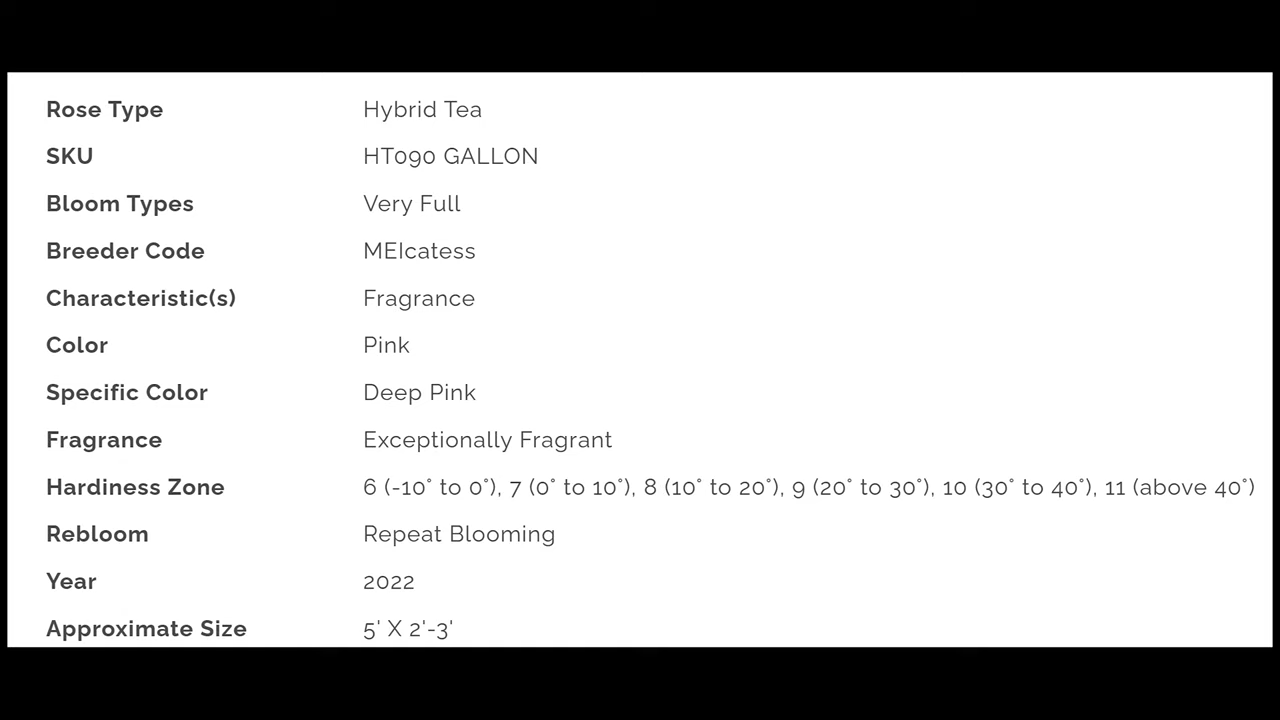 Rose Type Hybrid Tea
SKU HT090 GALLON
Bloom Types Very Full
Breeder Code MEIcatess
Characteristic(s) Fragrance
Color Pink
Specific Color Deep Pink
Fragrance Exceptionally Fragrant
Hardiness Zone 6 (-10° to 0°), 7 (0° to 10°), 8 (10° to 20°), 9 (20° to 30°), 10 (30° to 40°), 11 (above 40°)
Rebloom Repeat Blooming
Year 2022
Approximate Size 5' X 2'-3'